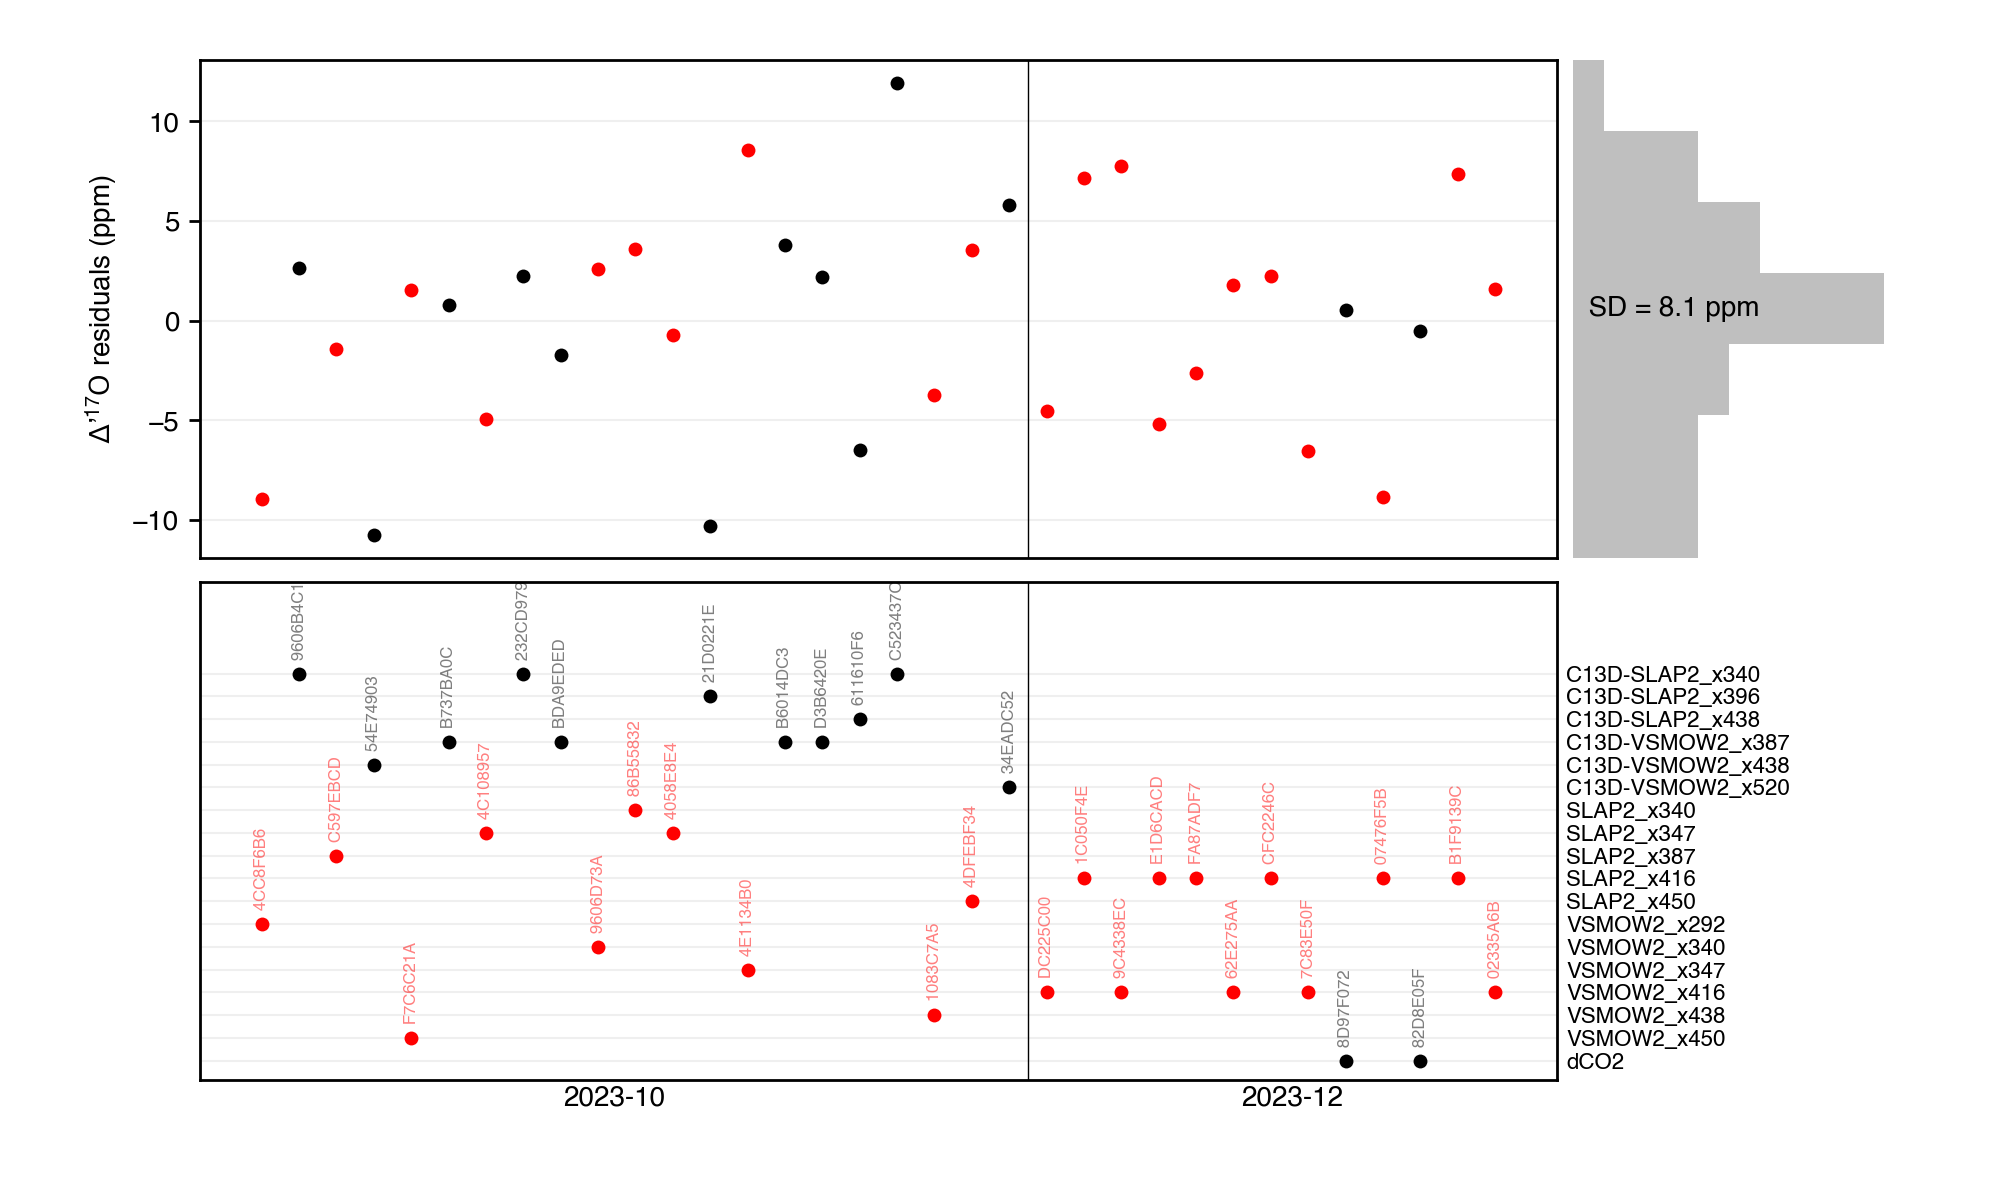 10
5
0
−5
−10
Δ’17O residuals (ppm)
SD = 8.1 ppm
9606B4C1
232CD979
C523437C
21D0221E
54E74903
B737BA0C
BDA9EDED
B6014DC3
D3B6420E
611610F6
34EADC52
86B55832
4C108957
4058E8E4
C597EBCD
4CC8F6B6
F7C6C21A
9606D73A
4E1134B0
1083C7A5
4DFEBF34
DC225C00
1C050F4E
9C4338EC
E1D6CACD
FA87ADF7
62E275AA
CFC2246C
7C83E50F
8D97F072
07476F5B
82D8E05F
B1F9139C
02335A6B
C13D-SLAP2_x340
C13D-SLAP2_x396
C13D-SLAP2_x438
C13D-VSMOW2_x387
C13D-VSMOW2_x438
C13D-VSMOW2_x520
SLAP2_x340
SLAP2_x347
SLAP2_x387
SLAP2_x416
SLAP2_x450
VSMOW2_x292
VSMOW2_x340
VSMOW2_x347
VSMOW2_x416
VSMOW2_x438
VSMOW2_x450
dCO2
2023-10
2023-12